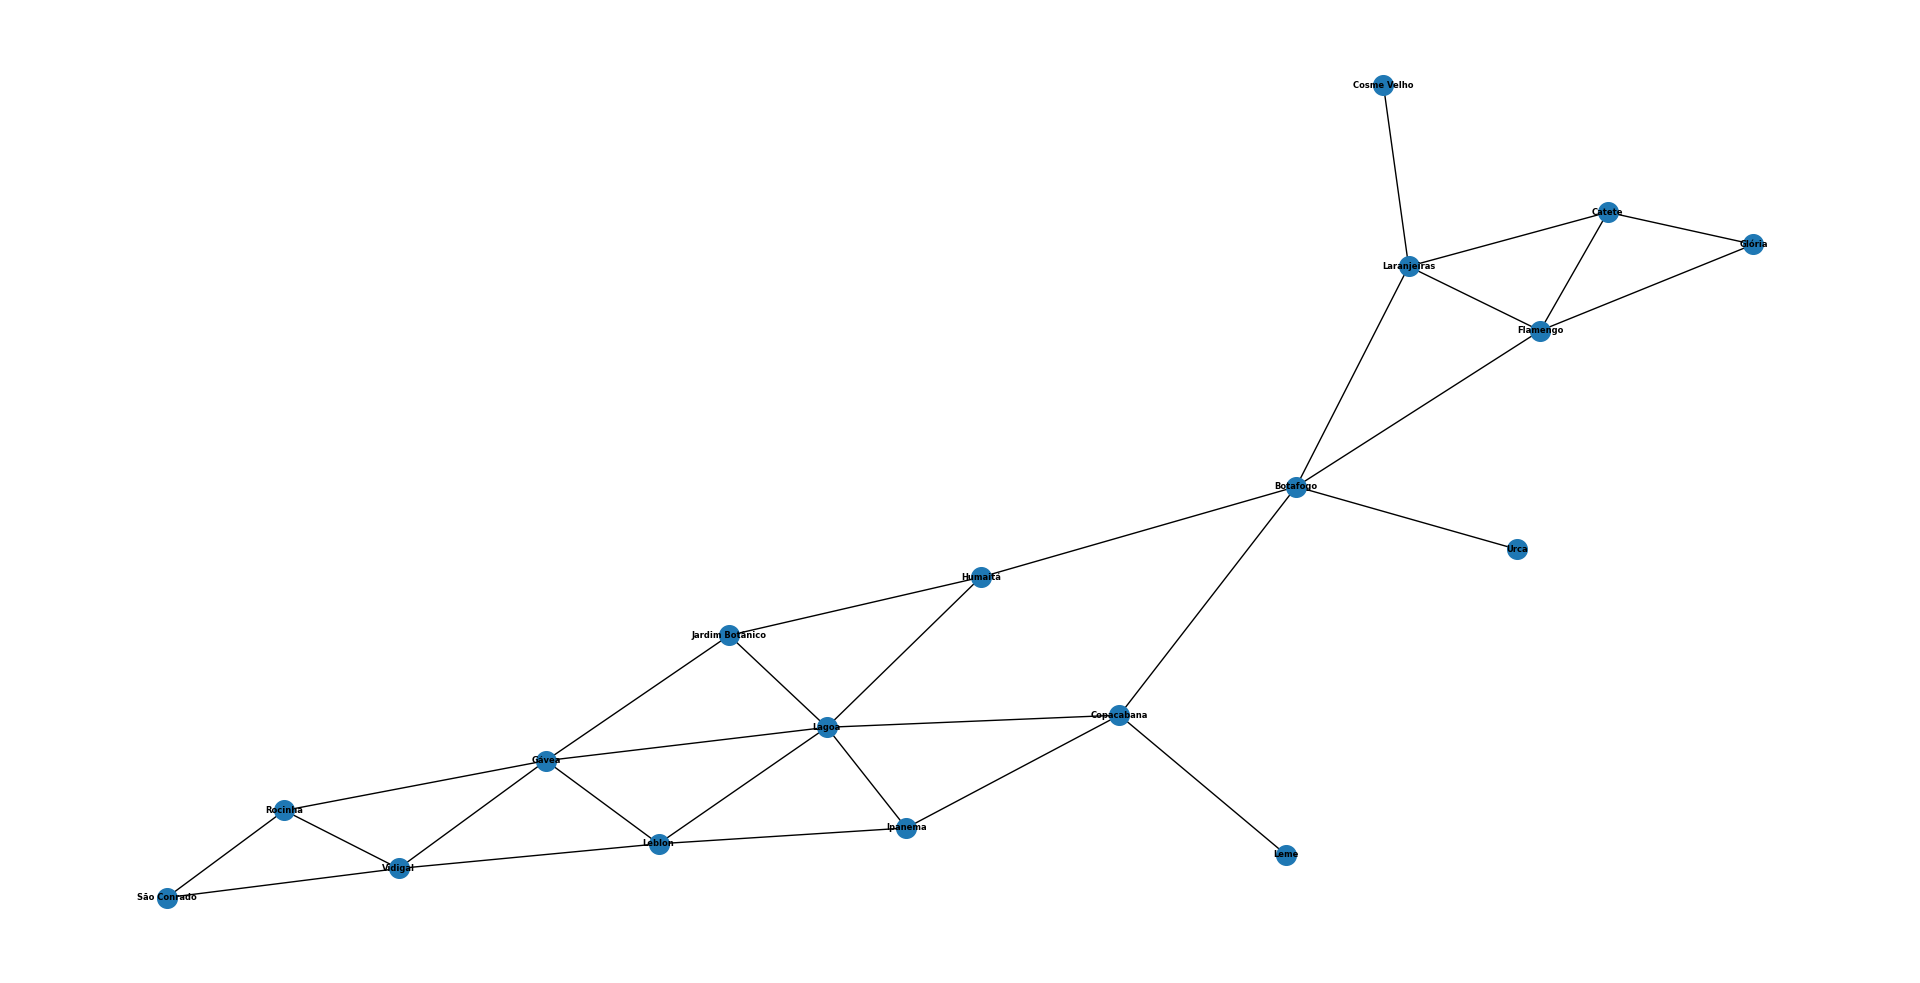 Cosme Velho
Catete
Glória
Laranjeiras
Flamengo
Botafogo
Urca
Humaitá
Jardim Botânico
Copacabana
Lagoa
Gávea
Rocinha
Ipanema
Leblon
Leme
Vidigal
São Conrado